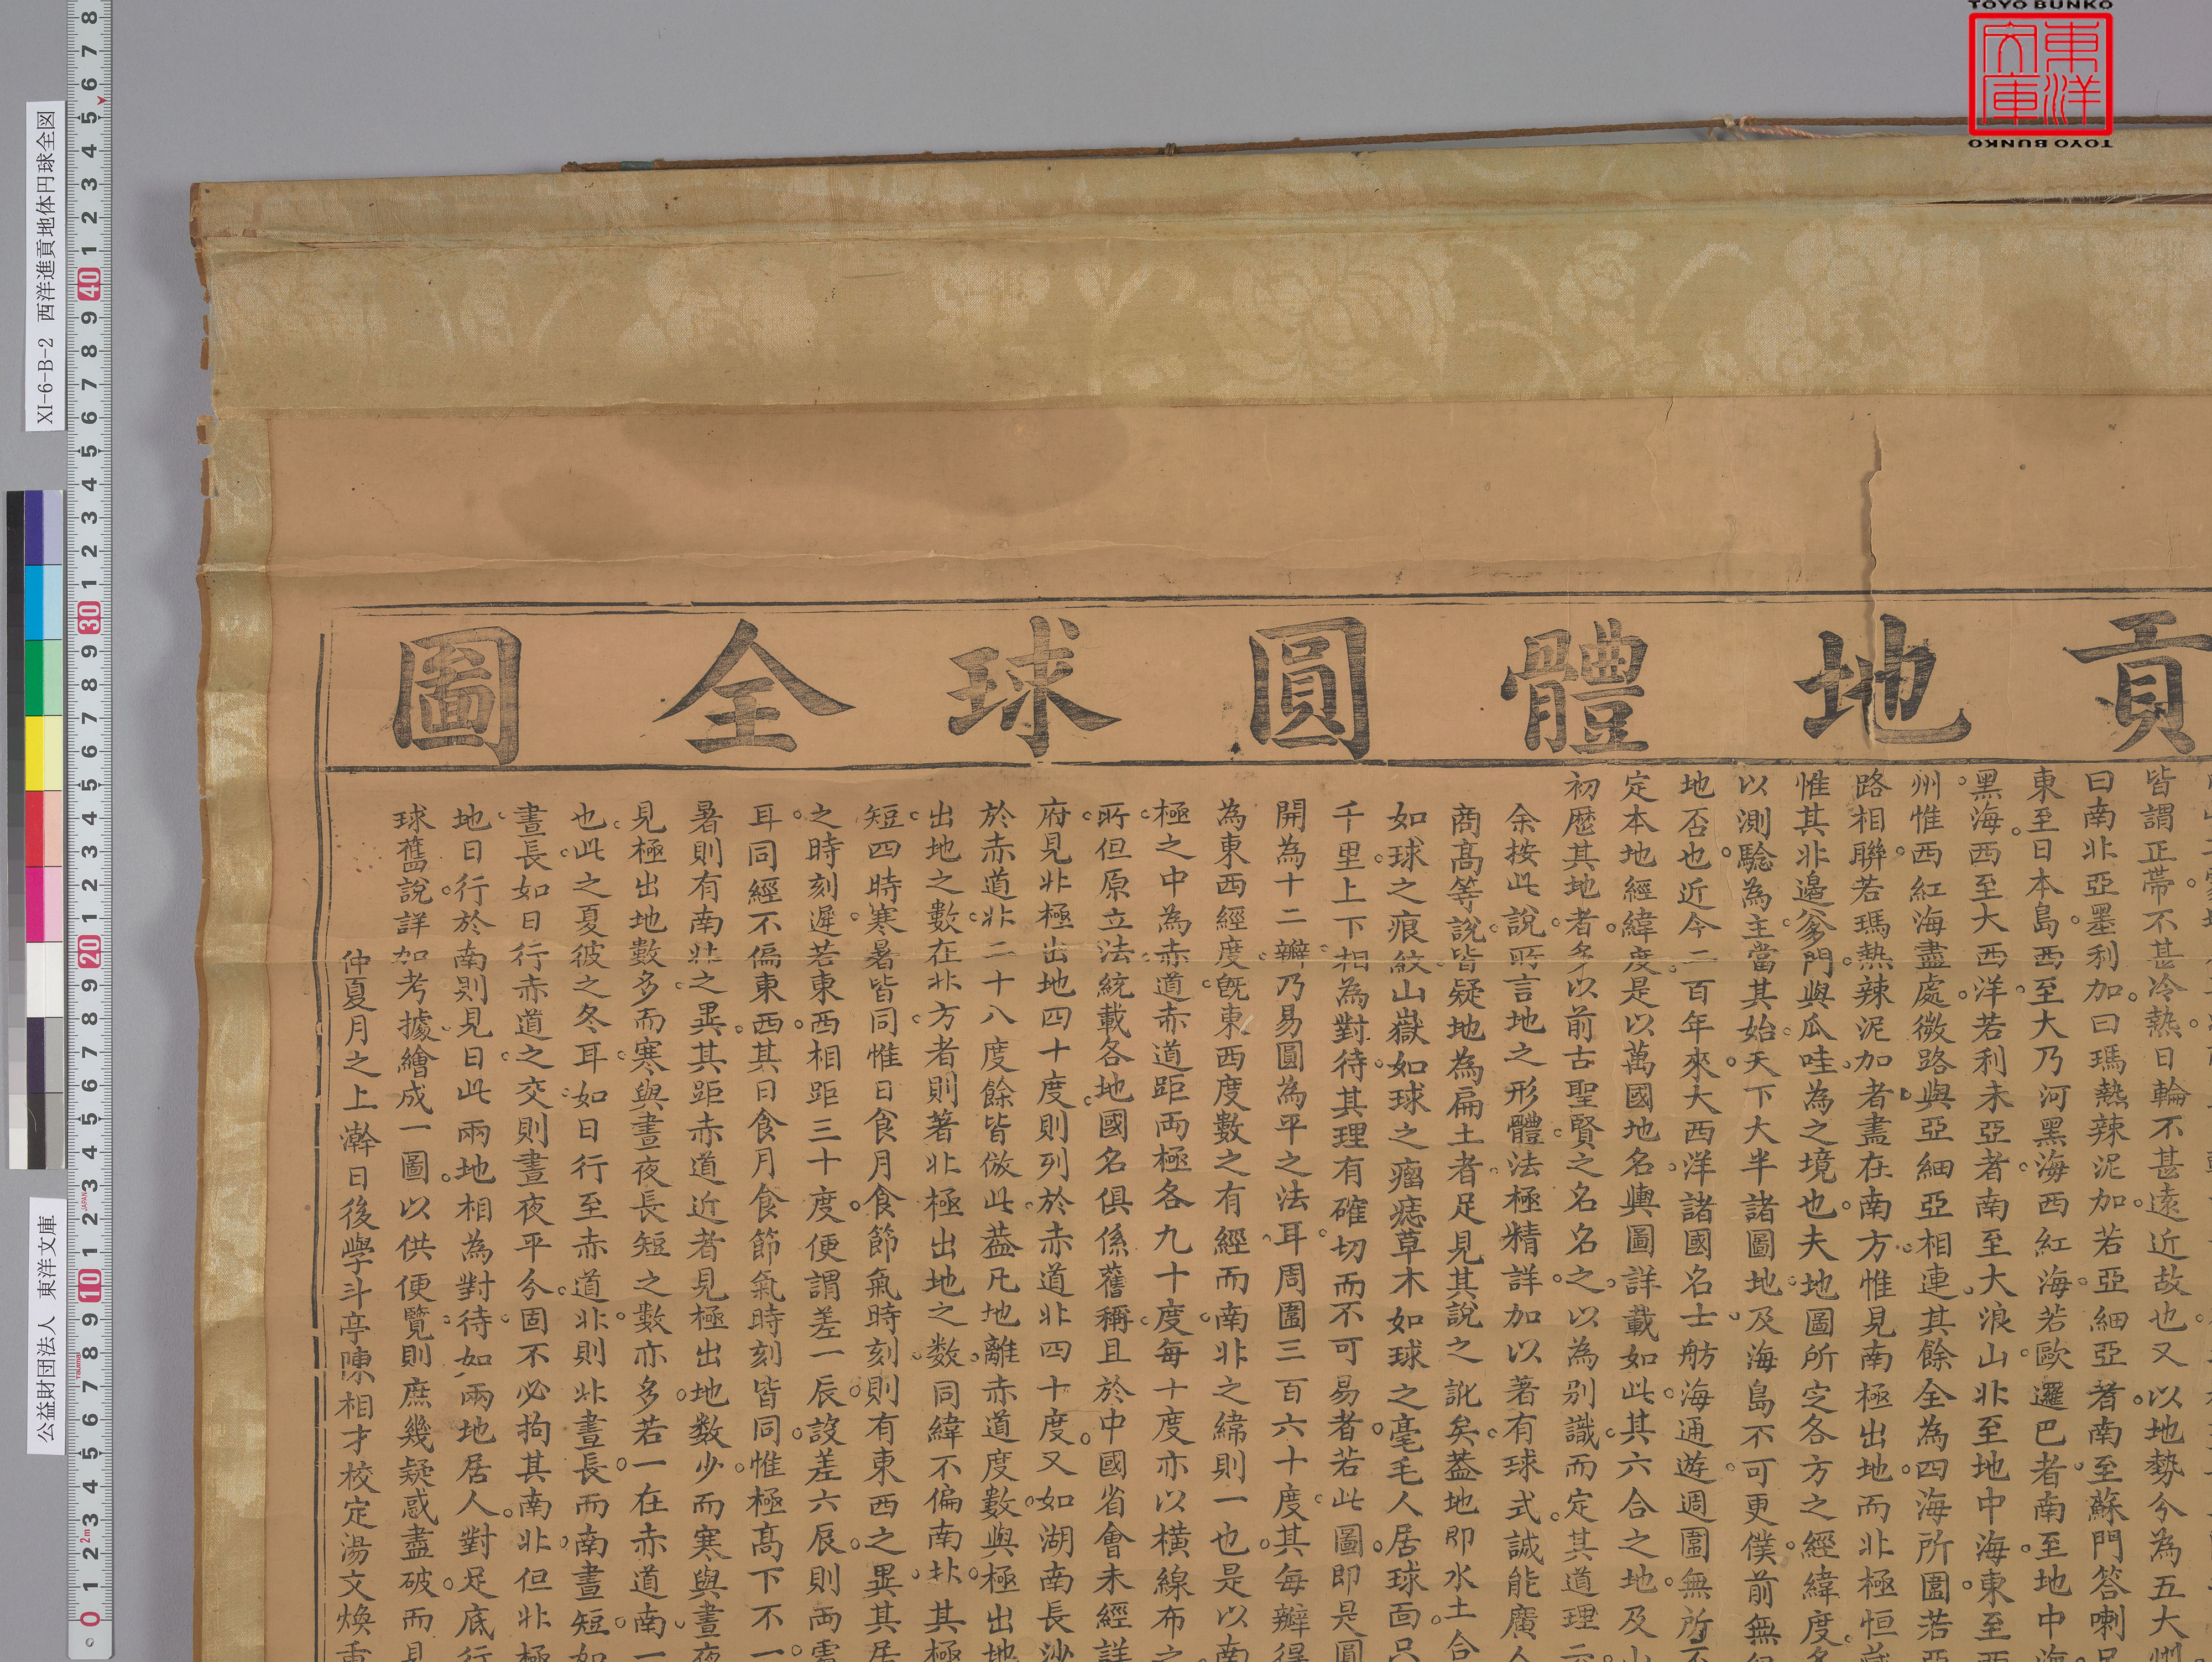 TOYO BUNKO
東洋文庫
TOYO BUNKO
XI-6-B-2 西洋進貢地体円球全図
公益財団法人 東洋文庫
貢地體圓球全圖
皆謂正帶不甚冷熱日輪不甚遠近故也又以地勢分為五大州
曰南北亞墨利加曰瑪熱辣泥加若亞細亞者南至蘇門答喇呂
東至日本島西至大乃河黑海西紅海若歐邏巴者南至地中海
黑海西至大西洋若利未亞者南至大浪山北至地中海東至西
州惟西紅海盡處微路與亞細亞相連其餘全為四海所圍若亞
路相聯若瑪熱辣泥加者盡在南方惟見南極出地而北極恒藏
惟其北邊爹門與瓜哇為之境也夫地圖所定各方之經緯度多
以測驗為主當其始天下大半諸圖地及海島不可更僕前無
地否也近今二百年來大西洋諸國名士舫海通遊週圍無所不
定本地經緯度是以萬國地名輿圖詳載如此其六合之地及山
初歷其地者多以前古聖賢之名名之以為別識而定其道理云
余按此說所言地之形體法極精詳加以著有球式誠能廣人
商高等說皆疑地為扁土者足見其說之訛矣蓋地即水土合
如球之痕紋山嶽如球之瘤痣草木如球之毫毛人居球面只
千里上下相為對待其理有確切而不可易者若此圖即是圓
開為十二瓣乃易圓為平之法耳周圍三百六十度其每瓣得
為東西經度既東西度數之有經而南北之緯則一也是以南
極之中為赤道赤道距兩極各九十度每十度亦以橫線布之
所但原立法統載各地國名俱係舊稱且於中國省會未經詳
府見北極出地四十度則列於赤道北四十度又如湖南長沙
於赤道北二十八度餘皆倣此蓋凡地離赤道度數與極出地
出地之數在北方者則著北極出地之数同緯不偏南北其極
短四時寒暑皆同惟日食月食節氣時刻則有東西之異其居
之時刻遲若東西相距三十度便謂差一辰設差六辰則兩處
耳同經不偏東西其日食月食節氣時刻皆同惟極高下不一
暑則有南北之異其距赤道近者見極出地数少而寒與晝夜
見極出地數多而寒與晝夜長短之數亦多若一在赤道南一
也此之夏彼之冬耳如日行至赤道北則北晝長而南晝短如
晝長如日行赤道之交則晝夜平分固不必拘其南北但北極
地日行於南則見日此兩地相為對待如兩地居人對足底行
球舊說詳加考據繪成一圖以供便覽則庶幾疑惑盡破而見
仲夏月之上澣日後學斗亭陳相才校定湯文煥重